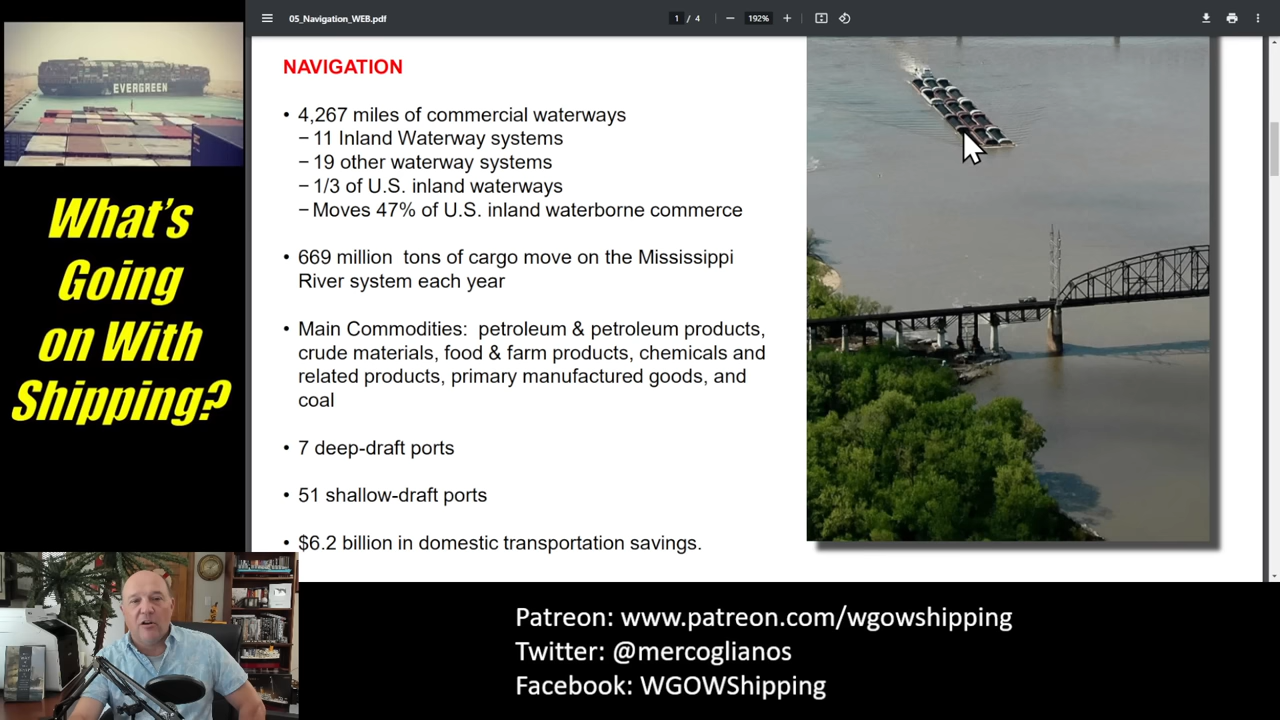 05_Navigation_WEB.pdf
1 / 4
192%
EVERGREEN
What's
Going
on With
Shipping?
NAVIGATION
• 4,267 miles of commercial waterways
− 11 Inland Waterway systems
− 19 other waterway systems
− 1/3 of U.S. inland waterways
− Moves 47% of U.S. inland waterborne commerce
• 669 million tons of cargo move on the Mississippi
River system each year
• Main Commodities: petroleum & petroleum products,
crude materials, food & farm products, chemicals and
related products, primary manufactured goods, and
coal
• 7 deep-draft ports
• 51 shallow-draft ports
• $6.2 billion in domestic transportation savings.
Patreon: www.patreon.com/wgowshipping
Twitter: @mercoglianos
Facebook: WGOWShipping